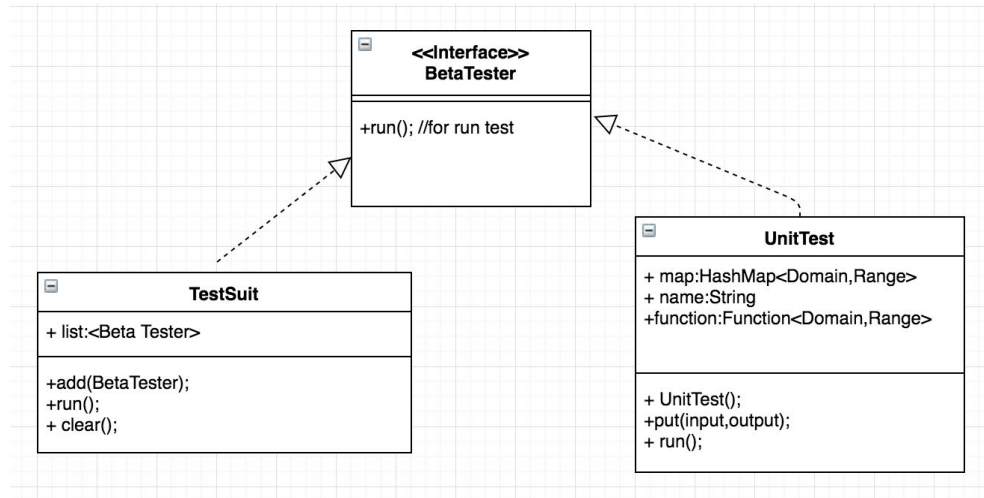 <<Interface>>
BetaTester
+run(); //for run test
TestSuit
+ list:<Beta Tester>
+add(BetaTester);
+run();
+ clear();
UnitTest
+ map:HashMap<Domain,Range>
+ name:String
+function:Function<Domain,Range>
+ UnitTest();
+put(input,output);
+ run();